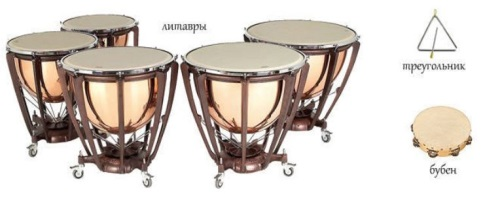 литавры
треугольник
бубен